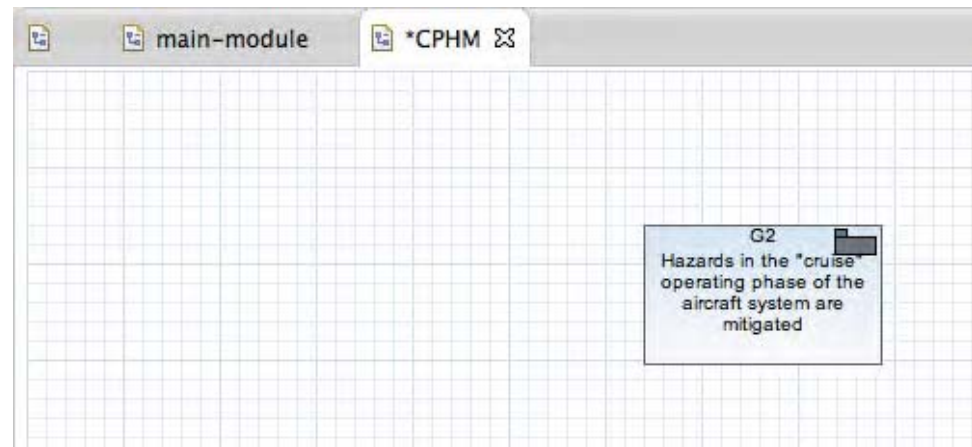 main-module
*CPHM
G2
Hazards in the "cruise"
operating phase of the
aircraft system are
mitigated